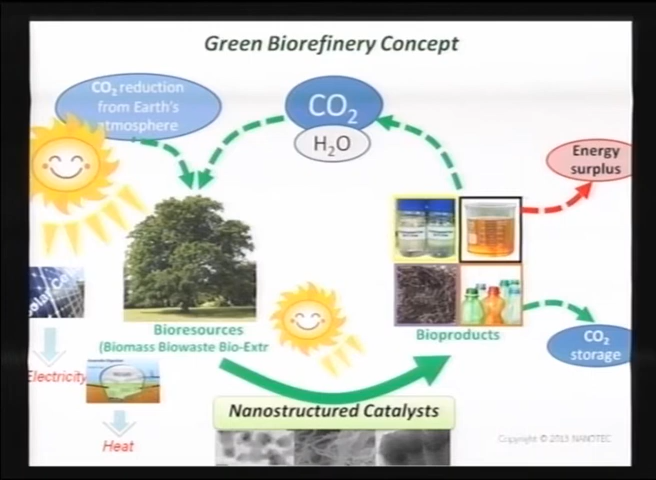 Green Biorefinery Concept
CO2 reduction
from Earth's
atmosphere
CO2
H2O
Energy
surplus
Bioresources
(Biomass Biowaste Bio-Extr
Bioproducts
CO2
storage
Electricity
Heat
Nanostructured Catalysts
Copyright © 2013 NANOTEC